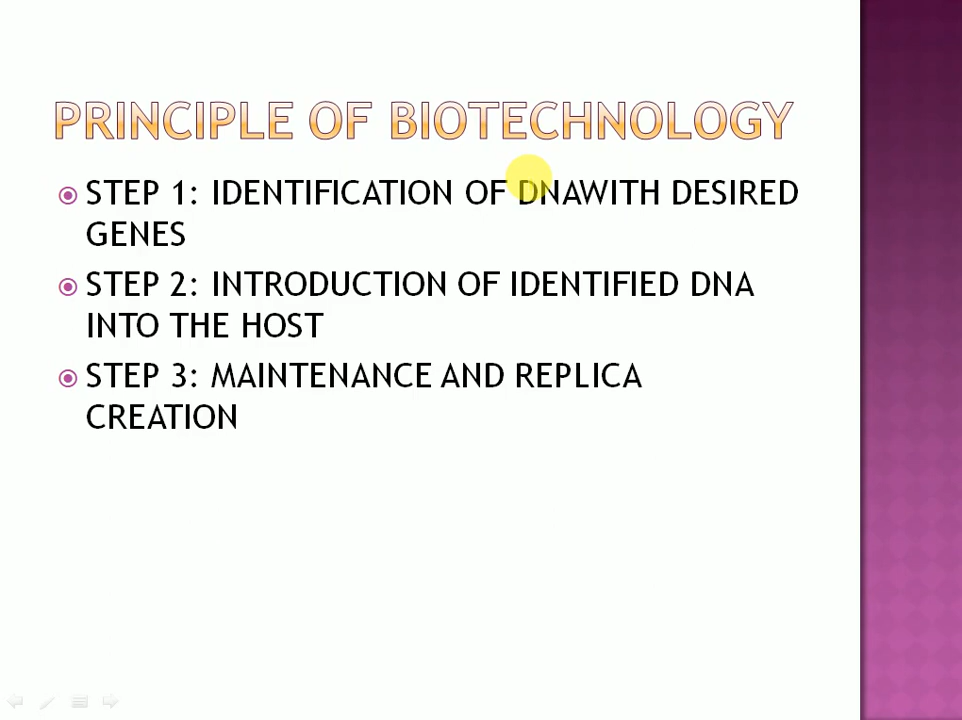 PRINCIPLE OF BIOTECHNOLOGY
STEP 1: IDENTIFICATION OF DNAWITH DESIRED
GENES
STEP 2: INTRODUCTION OF IDENTIFIED DNA
INTO THE HOST
STEP 3: MAINTENANCE AND REPLICA
CREATION